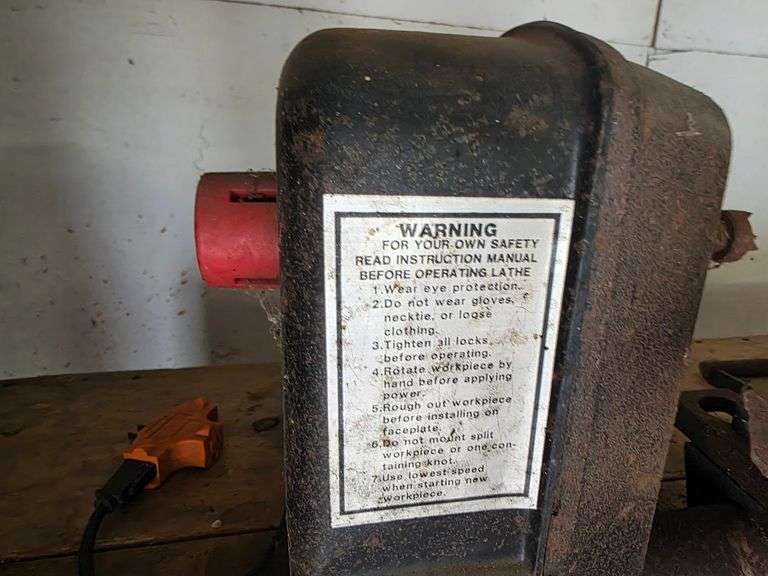 WARNING
FOR YOUR OWN SAFETY
READ INSTRUCTION MANUAL
BEFORE OPERATING LATHE
1.Wear eye protection.
2.Do not wear gloves,
necktie, or loose
clothing.
3.Tighten all locks
before operating.
4.Rotate workpiece by
hand before applying
power.
5.Rough out workpiece
before installing on
faceplate.
6.Do not mount split
workpiece or one con-
taining knot.
7.Use lowest speed
when starting new
workpiece.